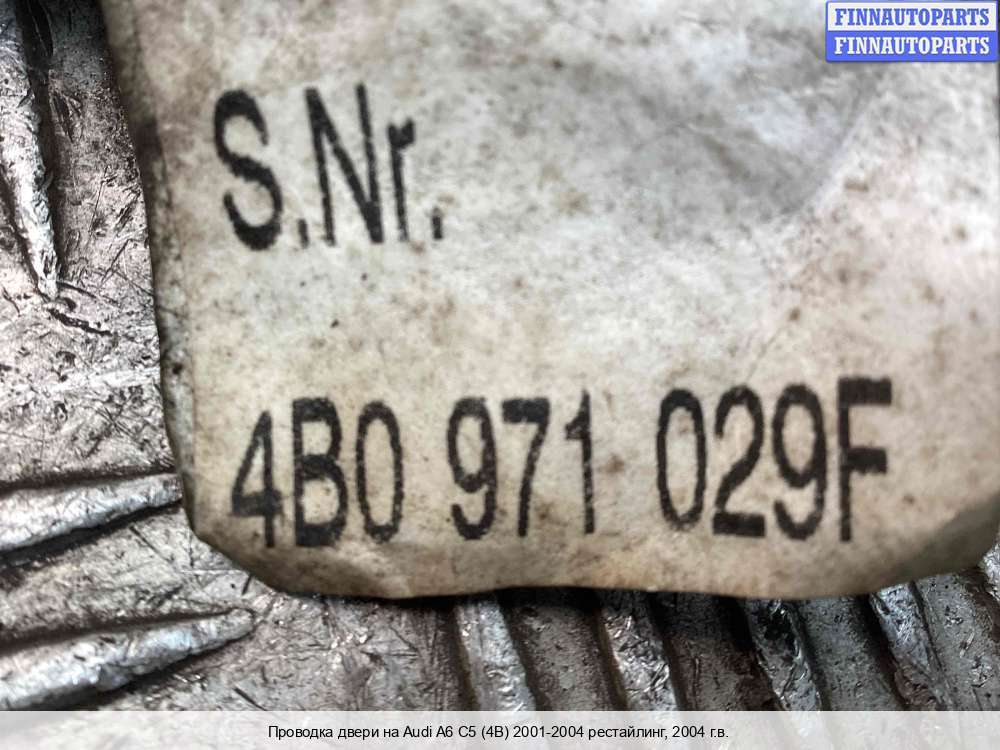 FINNAUTOPARTS
FINNAUTOPARTS
S.Nr.
4B0 971 029F
Проводка двери на Audi A6 C5 (4B) 2001-2004 рестайлинг, 2004 г.в.